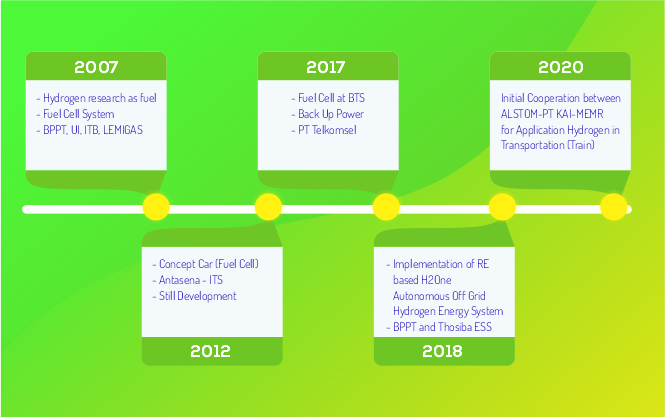 2007
- Hydrogen research as fuel
- Fuel Cell System
- BPPT, UI, ITB, LEMIGAS
2012
- Concept Car (Fuel Cell)
- Antasena - ITS
- Still Development
2017
- Fuel Cell at BTS
- Back Up Power
- PT Telkomsel
2018
- Implementation of RE
based H2One
Autonomous Off Grid
Hydrogen Energy System
- BPPT and Thosiba ESS
2020
Initial Cooperation between
ALSTOM-PT KAI-MEMR
for Application Hydrogen in
Transportation (Train)